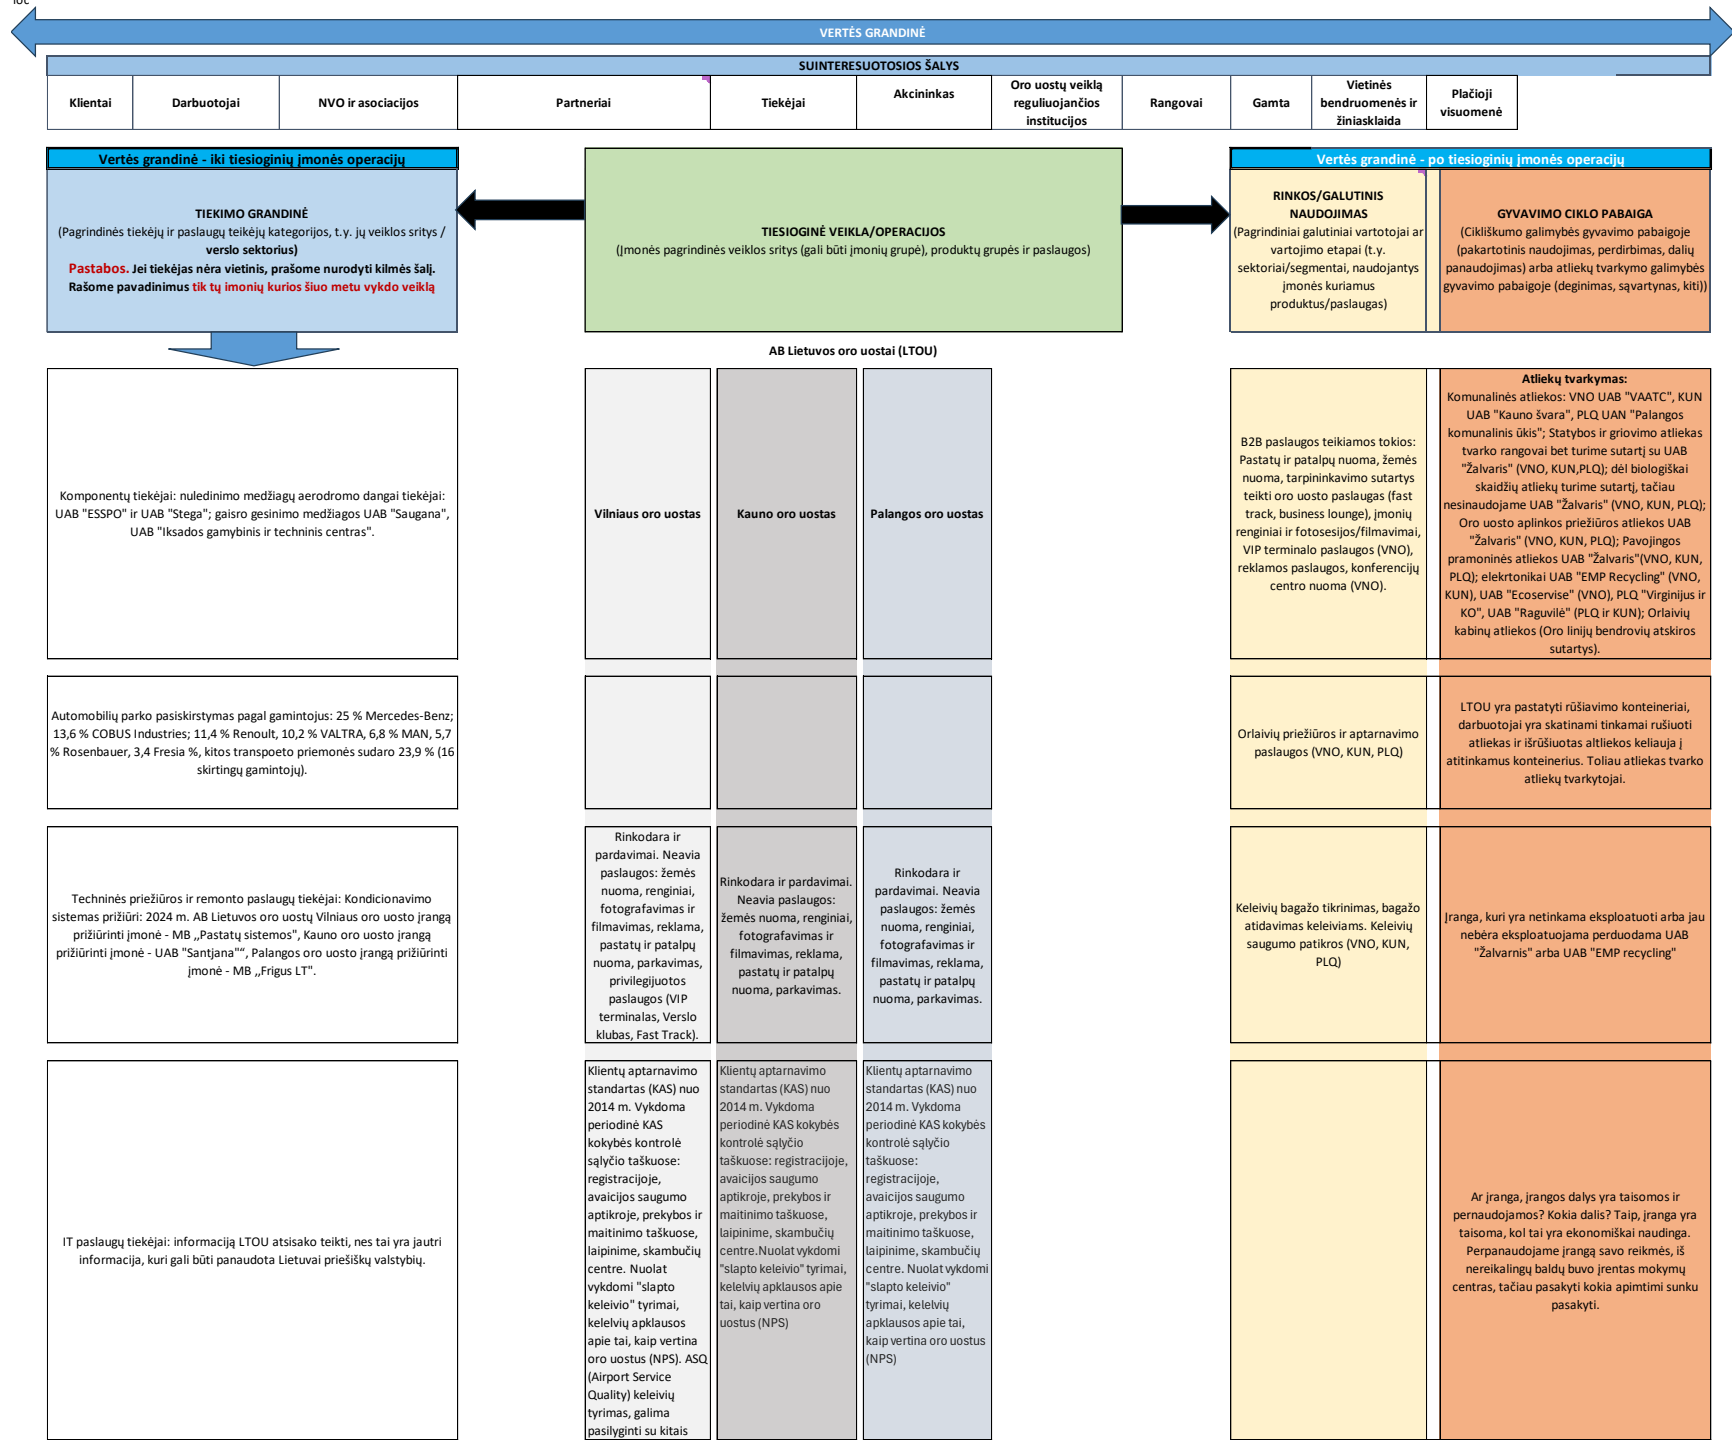 VERTĖS GRANDINĖ
SUINTERESUOTOSIOS ŠALYS
Klientai
Darbuotojai
NVO ir asociacijos
Partneriai
Tiekėjai
Akcininkas
Oro uostų veiklą
reguliuojančios
institucijos
Rangovai
Gamta
Vietinės
bendruomenės ir
žiniasklaida
Plačioji
visuomenė
Vertės grandinė - iki tiesioginių įmonės operacijų
TIEKIMO GRANDINĖ
(Pagrindinės tiekėjų ir paslaugų teikėjų kategorijos, t.y. jų veiklos sritys /
verslo sektorius)
Pastabos. Jei tiekėjas nėra vietinis, prašome nurodyti kilmės šalį.
Rašome pavadinimus tik tų imonių kurios šiuo metu vykdo veiklą
TIESIOGINĖ VEIKLA/OPERACIJOS
(Įmonės pagrindinės veiklos sritys (gali būti įmonių grupė), produktų grupės ir paslaugos)
Vertės grandinė - po tiesioginių įmonės operacijų
RINKOS/GALUTINIS
NAUDOJIMAS
(Pagrindiniai galutiniai vartotojai ar
vartojimo etapai (t.y.
sektoriai/segmentai, naudojantys
įmonės kuriamus
produktus/paslaugas)
GYVAVIMO CIKLO PABAIGA
(Cikliškumo galimybės gyvavimo pabaigoje
(pakartotinis naudojimas, perdirbimas, dalių
panaudojimas) arba atliekų tvarkymo galimybės
gyvavimo pabaigoje (deginimas, sąvartynas, kiti))
AB Lietuvos oro uostai (LTOU)
Komponentų tiekėjai: nuledinimo medžiagų aerodromo dangai tiekėjai:
UAB "ESSPO" ir UAB "Stega"; gaisro gesinimo medžiagos UAB "Saugana",
UAB "Iksados gamybinis ir techninis centras".
Vilniaus oro uostas
Kauno oro uostas
Palangos oro uostas
B2B paslaugos teikiamos tokios:
Pastatų ir patalpų nuoma, žemės
nuoma, tarpininkavimo sutartys
teikti oro uosto paslaugas (fast
track, business lounge), įmonių
renginiai ir fotosesijos/filmavimai,
VIP terminalo paslaugos (VNO),
reklamos paslaugos, konferencijų
centro nuoma (VNO).
Atliekų tvarkymas:
Komunalinės atliekos: VNO UAB "VAATC", KUN
UAB "Kauno švara", PLQ UAN "Palangos
komunalinis ūkis"; Statybos ir griovimo atliekas
tvarko rangovai bet turime sutartį su UAB
"Žalvaris" (VNO, KUN,PLQ); dėl biologiškai
skaidžių atliekų turime sutartį, tačiau
nesinaudojame UAB "Žalvaris" (VNO, KUN, PLQ);
Oro uosto aplinkos priežiūros atliekos UAB
"Žalvaris" (VNO, KUN, PLQ); Pavojingos
pramoninės atliekos UAB "Žalvaris"(VNO, KUN,
PLQ); elekrtonikai UAB "EMP Recycling" (VNO,
KUN), UAB "Ecoservise" (VNO), PLQ "Virginijus ir
KO", UAB "Raguvilė" (PLQ ir KUN); Orlaivių
kabinų atliekos (Oro linijų bendrovių atskiros
sutartys).
Automobilių parko pasiskirstymas pagal gamintojus: 25 % Mercedes-Benz;
13,6 % COBUS Industries; 11,4 % Renoult, 10,2 % VALTRA, 6,8 % MAN, 5,7
% Rosenbauer, 3,4 Fresia %, kitos transpoeto priemonės sudaro 23,9 % (16
skirtingų gamintojų).
Orlaivių priežiūros ir aptarnavimo
paslaugos (VNO, KUN, PLQ)
LTOU yra pastatyti rūšiavimo konteineriai,
darbuotojai yra skatinami tinkamai rušiuoti
atliekas ir išrūšiuotas altliekos keliauja į
atitinkamus konteinerius. Toliau atliekas tvarko
atliekų tvarkytojai.
Techninės priežiūros ir remonto paslaugų tiekėjai: Kondicionavimo
sistemas prižiūri: 2024 m. AB Lietuvos oro uostų Vilniaus oro uosto įrangą
prižiūrinti įmonė - MB „Pastatų sistemos", Kauno oro uosto įrangą
prižiūrinti įmonė - UAB "Santjana"“, Palangos oro uosto įrangą prižiūrinti
įmonė - MB „Frigus LT".
Rinkodara ir
pardavimai. Neavia
paslaugos: žemės
nuoma, renginiai,
fotografavimas ir
filmavimas, reklama,
pastatų ir patalpų
nuoma, parkavimas,
privilegijuotos
paslaugos (VIP
terminalas, Verslo
klubas, Fast Track).
Rinkodara ir pardavimai.
Neavia paslaugos:
žemės nuoma, renginiai,
fotografavimas ir
filmavimas, reklama,
pastatų ir patalpų
nuoma, parkavimas.
Rinkodara ir
pardavimai. Neavia
paslaugos: žemės
nuoma, renginiai,
fotografavimas ir
filmavimas, reklama,
pastatų ir patalpų
nuoma, parkavimas.
Keleivių bagažo tikrinimas, bagažo
atidavimas keleiviams. Keleivių
saugumo patikros (VNO, KUN,
PLQ)
Įranga, kuri yra netinkama eksploatuoti arba jau
nebėra eksploatuojama perduodama UAB
"Žalvarnis" arba UAB "EMP recycling"
IT paslaugų tiekėjai: informaciją LTOU atsisako teikti, nes tai yra jautri
informacija, kuri gali būti panaudota Lietuvai priešiškų valstybių.
Klientų aptarnavimo
standartas (KAS) nuo
2014 m. Vykdoma
periodinė KAS
kokybės kontrolė
sąlyčio taškuose:
registracijoje,
avaicijos saugumo
aptikroje, prekybos ir
maitinimo taškuose,
laipinime, skambučių
centre. Nuolat
vykdomi "slapto
keleivio" tyrimai,
kelelvių apklausos
apie tai, kaip vertina
oro uostus (NPS). ASQ
(Airport Service
Quality) keleivių
tyrimas, galima
pasilyginti su kitais
Klientų aptarnavimo
standartas (KAS) nuo
2014 m. Vykdoma
periodinė KAS kokybės
kontrolė sąlyčio
taškuose: registracijoje,
avaicijos saugumo
aptikroje, prekybos ir
maitinimo taškuose,
laipinime, skambučių
centre.Nuolat vykdomi
"slapto keleivio" tyrimai,
kelelvių apklausos apie
tai, kaip vertina oro
uostus (NPS)
Klientų aptarnavimo
standartas (KAS) nuo
2014 m. Vykdoma
periodinė KAS kokybės
kontrolė sąlyčio
taškuose:
registracijoje,
avaicijos saugumo
aptikroje, prekybos ir
maitinimo taškuose,
laipinime, skambučių
centre. Nuolat vykdomi
"slapto keleivio"
tyrimai, kelelvių
apklausos apie tai,
kaip vertina oro uostus
(NPS)
Ar įranga, įrangos dalys yra taisomos ir
pernaudojamos? Kokia dalis? Taip, įranga yra
taisoma, kol tai yra ekonomiškai naudinga.
Perpanaudojame įrangą savo reikmės, iš
nereikalingų baldų buvo įrentas mokymų
centras, tačiau pasakyti kokia apimtimi sunku
pasakyti.